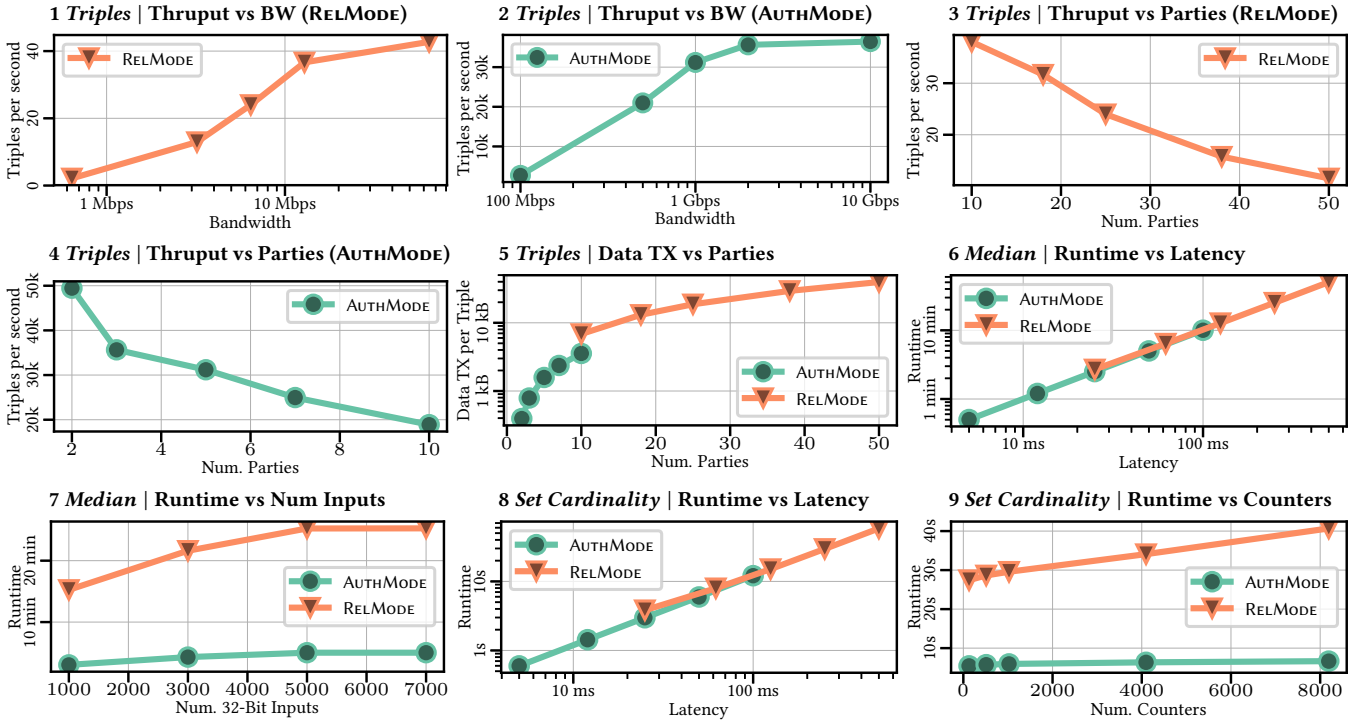 1 Triples | Thruput vs BW (RelMode)
Triples per second
40
20
0
RelMode
1 Mbps
10 Mbps
Bandwidth
2 Triples | Thruput vs BW (AuthMode)
Triples per second
30k
20k
10k
AuthMode
100 Mbps
1 Gbps
10 Gbps
Bandwidth
3 Triples | Thruput vs Parties (RelMode)
Triples per second
30
20
RelMode
10
20
30
40
50
Num. Parties
4 Triples | Thruput vs Parties (AuthMode)
Triples per second
50k
40k
30k
20k
AuthMode
2
4
6
8
10
Num. Parties
5 Triples | Data TX vs Parties
Data TX per Triple
10 kB
1 kB
AuthMode
RelMode
0
10
20
30
40
50
Num. Parties
6 Median | Runtime vs Latency
Runtime
10 min
1 min
AuthMode
RelMode
10 ms
100 ms
Latency
7 Median | Runtime vs Num Inputs
Runtime
20 min
10 min
AuthMode
RelMode
1000
2000
3000
4000
5000
6000
7000
Num. 32-Bit Inputs
8 Set Cardinality | Runtime vs Latency
Runtime
10s
1s
AuthMode
RelMode
10 ms
100 ms
Latency
9 Set Cardinality | Runtime vs Counters
Runtime
40s
30s
20s
10s
AuthMode
RelMode
0
2000
4000
6000
8000
Num. Counters